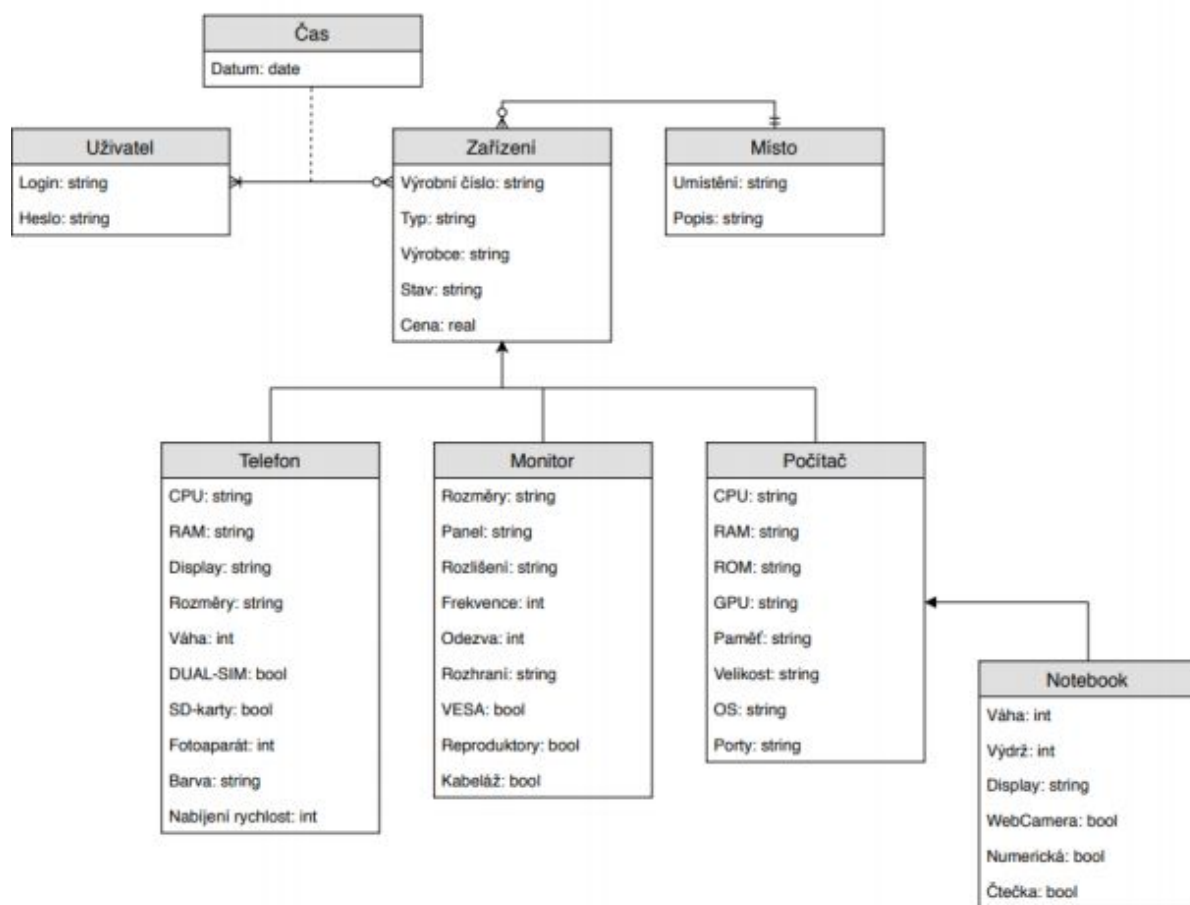 Čas
Datum: date
Uživatel
Login: string
Heslo: string
Zařízení
Výrobní číslo: string
Typ: string
Výrobce: string
Stav: string
Cena: real
Místo
Umístění: string
Popis: string
Telefon
CPU: string
RAM: string
Display: string
Rozměry: string
Váha: int
DUAL-SIM: bool
SD-karty: bool
Fotoaparát: int
Barva: string
Nabíjení rychlost: int
Monitor
Rozměry: string
Panel: string
Rozlišení: string
Frekvence: int
Odezva: int
Rozhraní: string
VESA: bool
Reproduktory: bool
Kabeláž: bool
Počítač
CPU: string
RAM: string
ROM: string
GPU: string
Paměť: string
Velikost: string
OS: string
Porty: string
Notebook
Váha: int
Výdrž: int
Display: string
WebCamera: bool
Numerická: bool
Čtečka: bool